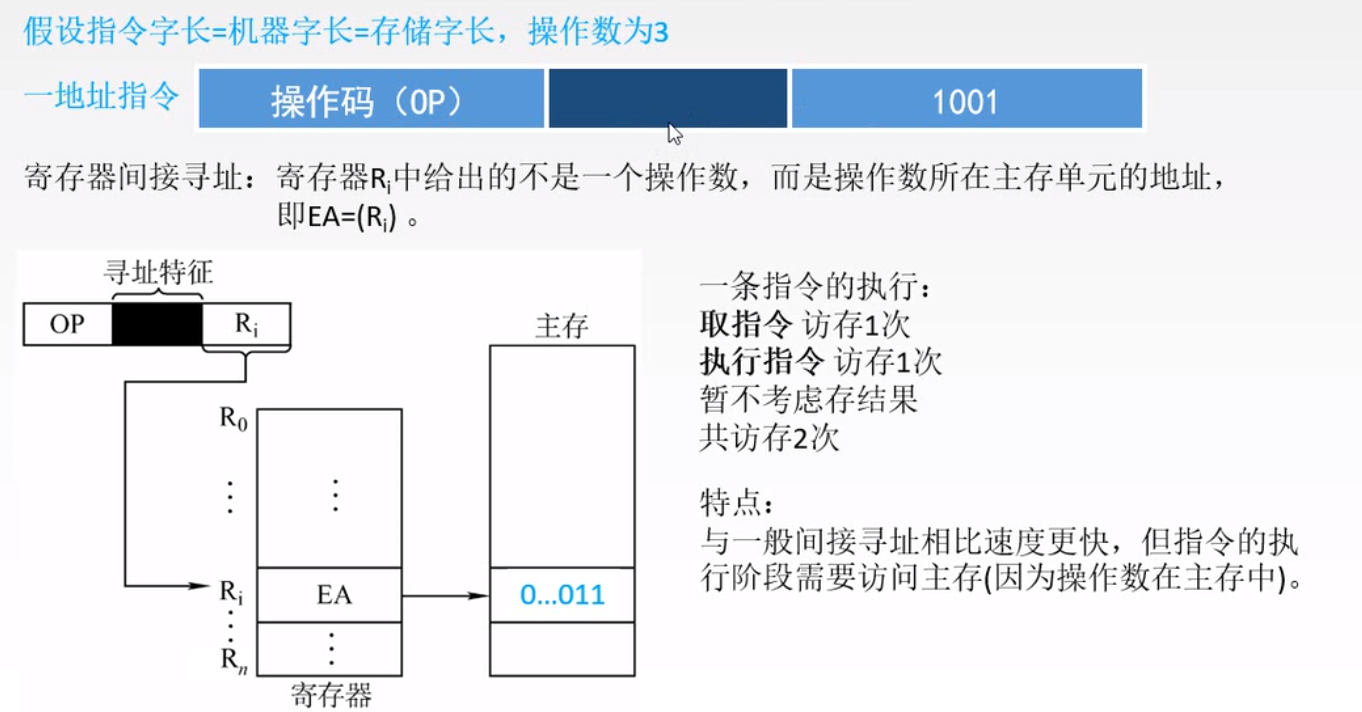 假设指令字长=机器字长=存储字长，操作数为3
一地址指令
操作码（OP）
1001
寄存器间接寻址：寄存器Ri中给出的不是一个操作数，而是操作数所在主存单元的地址，
即EA=(Ri) 。
寻址特征
OP
Ri
主存
R0
⋮
⋮
Ri
EA
0...011
⋮
⋮
Rn
寄存器
一条指令的执行：
取指令 访存1次
执行指令 访存1次
暂不考虑存结果
共访存2次
特点：
与一般间接寻址相比速度更快，但指令的执
行阶段需要访问主存(因为操作数在主存中)。